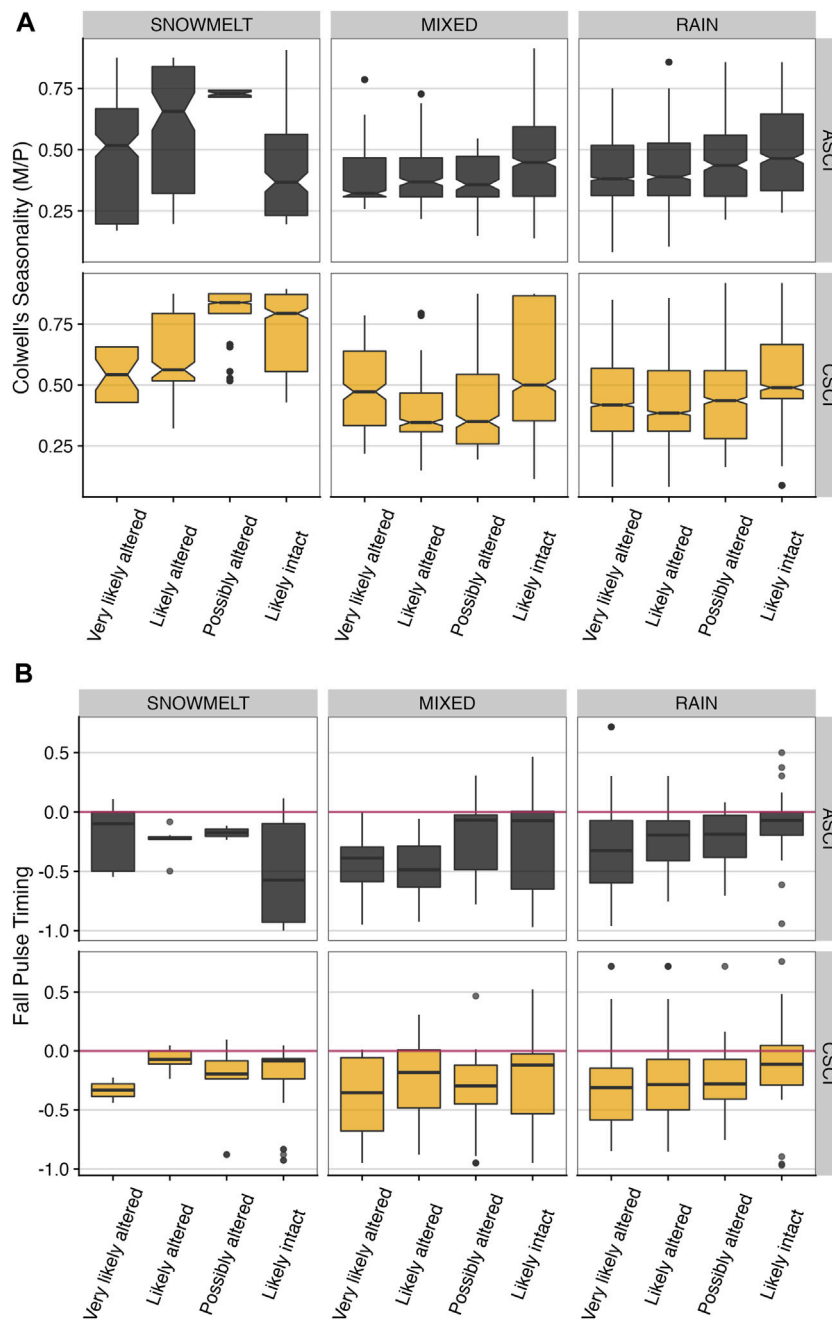 A
SNOWMELT
MIXED
RAIN
Colwell's Seasonality (M/P)
0.75
0.50
0.25
ASCI
0.75
0.50
0.25
CSCI
Very likely altered
Likely altered
Possibly altered
Likely intact
Very likely altered
Likely altered
Possibly altered
Likely intact
Very likely altered
Likely altered
Possibly altered
Likely intact
B
SNOWMELT
MIXED
RAIN
Fall Pulse Timing
0.5
0.0
-0.5
-1.0
ASCI
0.5
0.0
-0.5
-1.0
CSCI
Very likely altered
Likely altered
Possibly altered
Likely intact
Very likely altered
Likely altered
Possibly altered
Likely intact
Very likely altered
Likely altered
Possibly altered
Likely intact